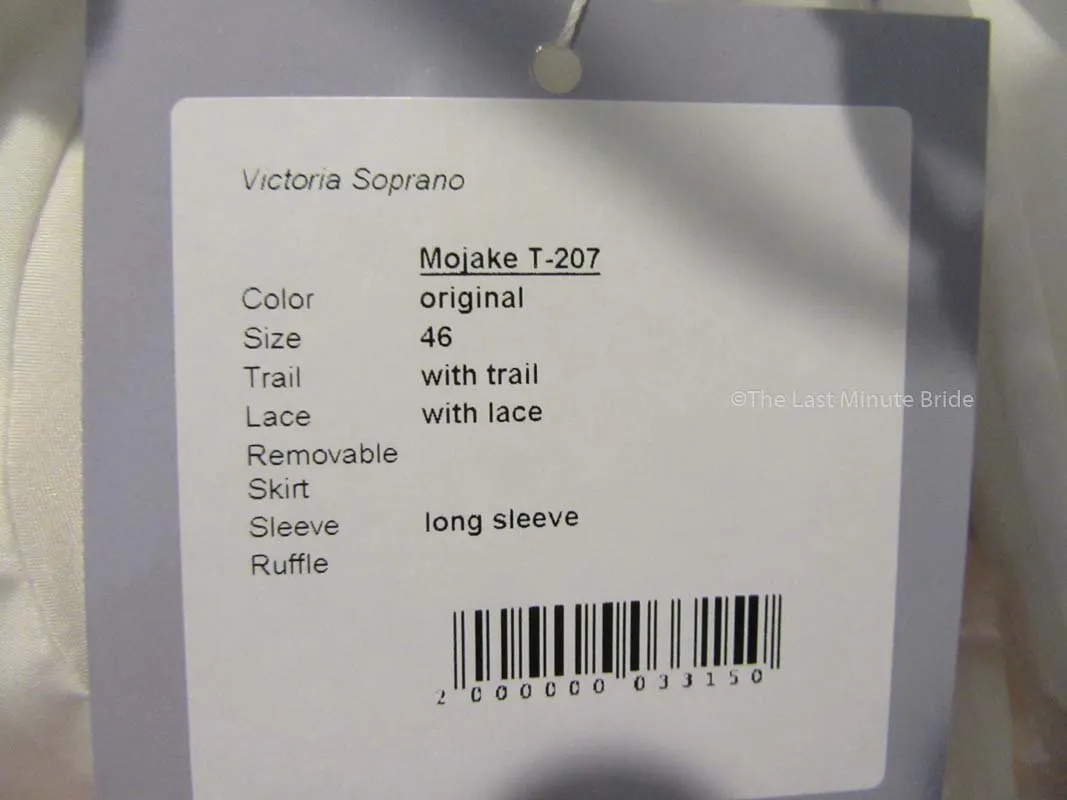 Victoria Soprano
Mojake T-207
Color original
Size 46
Trail with trail
Lace with lace
©The Last Minute Bride
Removable
Skirt
Sleeve long sleeve
Ruffle
2 000000 033150